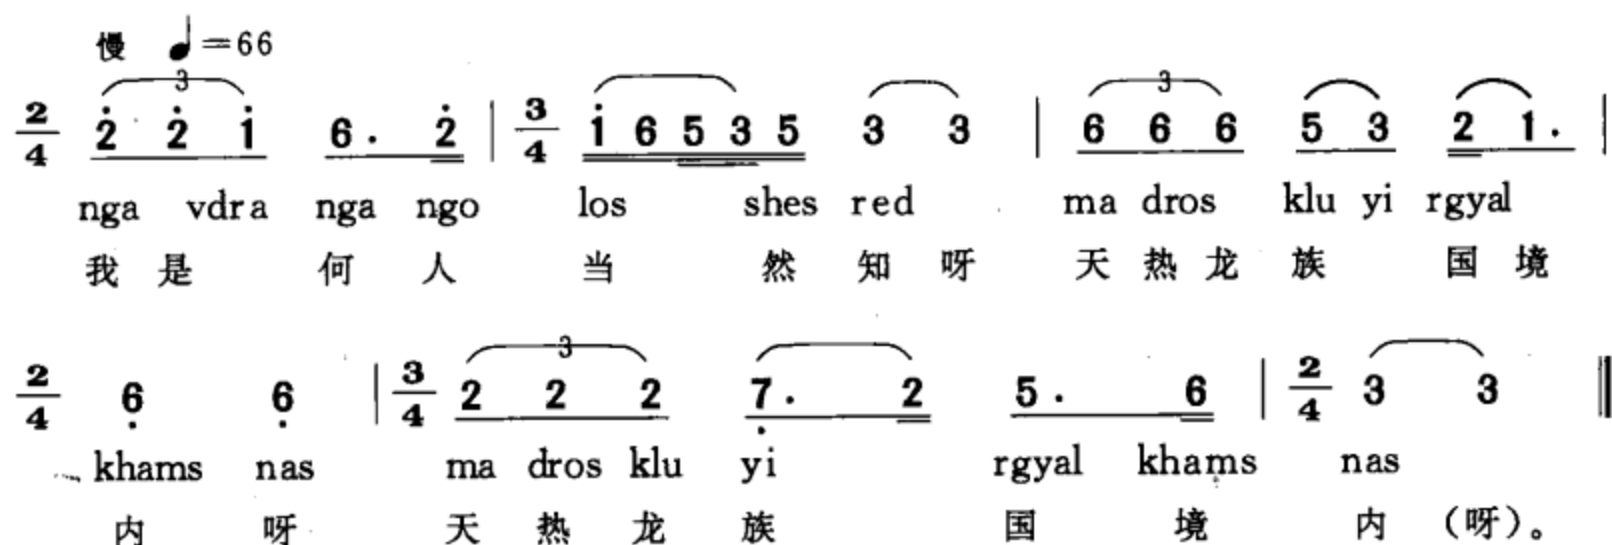 慢 ♩=66
3 3
2/4 2 2 1 6. 2 | 3/4 1 6 5 3 5 3 3 | 6 6 6 5 3 2 1. |
nga vdra nga ngo los shes red ma dros klu yi rgyal
我 是 何 人 当 然 知 呀 天 热 龙 族 国 境
3
2/4 6 6 | 3/4 2 2 2 7. 2 5. 6 | 2/4 3 3 ‖
khams nas ma dros klu yi rgyal khams nas
内 呀 天 热 龙 族 国 境 内 （呀）。